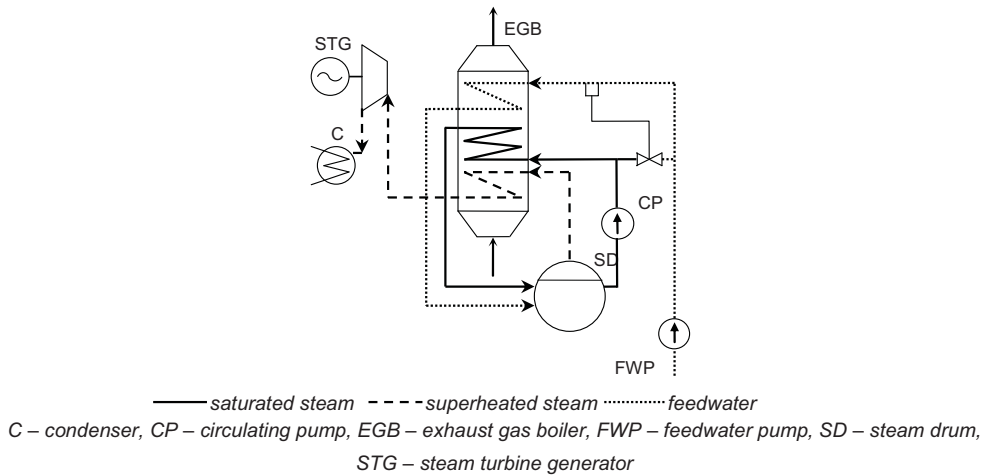 EGB
STG
C
CP
SD
FWP
saturated steam superheated steam feedwater
C – condenser, CP – circulating pump, EGB – exhaust gas boiler, FWP – feedwater pump, SD – steam drum,
STG – steam turbine generator